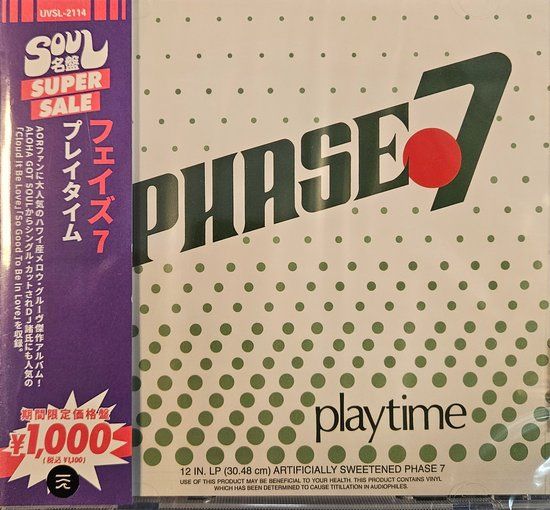 UVSL-2114
SOUL
名盤
SUPER
SALE
フェイズ7
プレイタイム
AORファンに大人気のハワイ産メロウ・グルーヴ傑作アルバム！
ALOHA GOT SOULからシングル・カットされDJ諸氏にも人気の
「Cloud It Be Love」「So Good To Be In Love」を収録。
期間限定価格盤
¥1,000
(税込 ¥1,100)
PHASE.7
playtime
12 IN. LP (30.48 cm) ARTIFICIALLY SWEETENED PHASE 7
USE OF THIS PRODUCT MAY BE BENEFICIAL TO YOUR HEALTH. THIS PRODUCT CONTAINS VINYL
WHICH HAS BEEN DETERMINED TO CAUSE TITILLATION IN AUDIOPHILES.